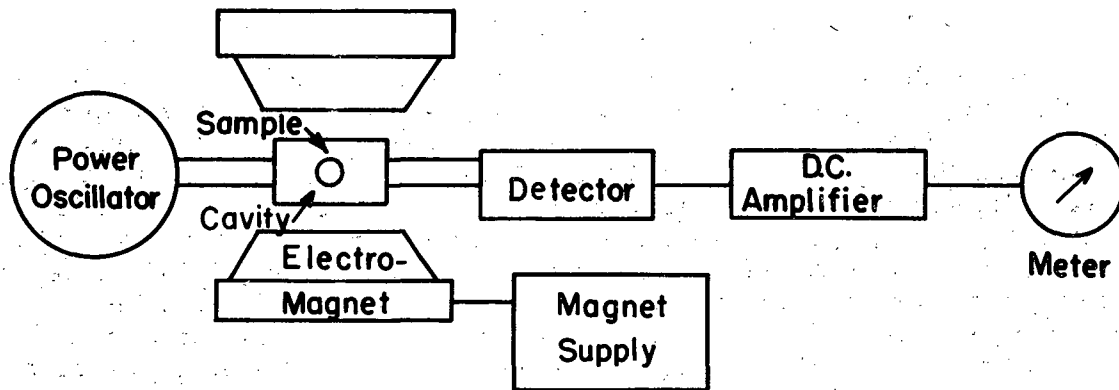 Sample
Power
Oscillator
Cavity
Detector
D.C.
Amplifier
Meter
Electro-
Magnet
Magnet
Supply